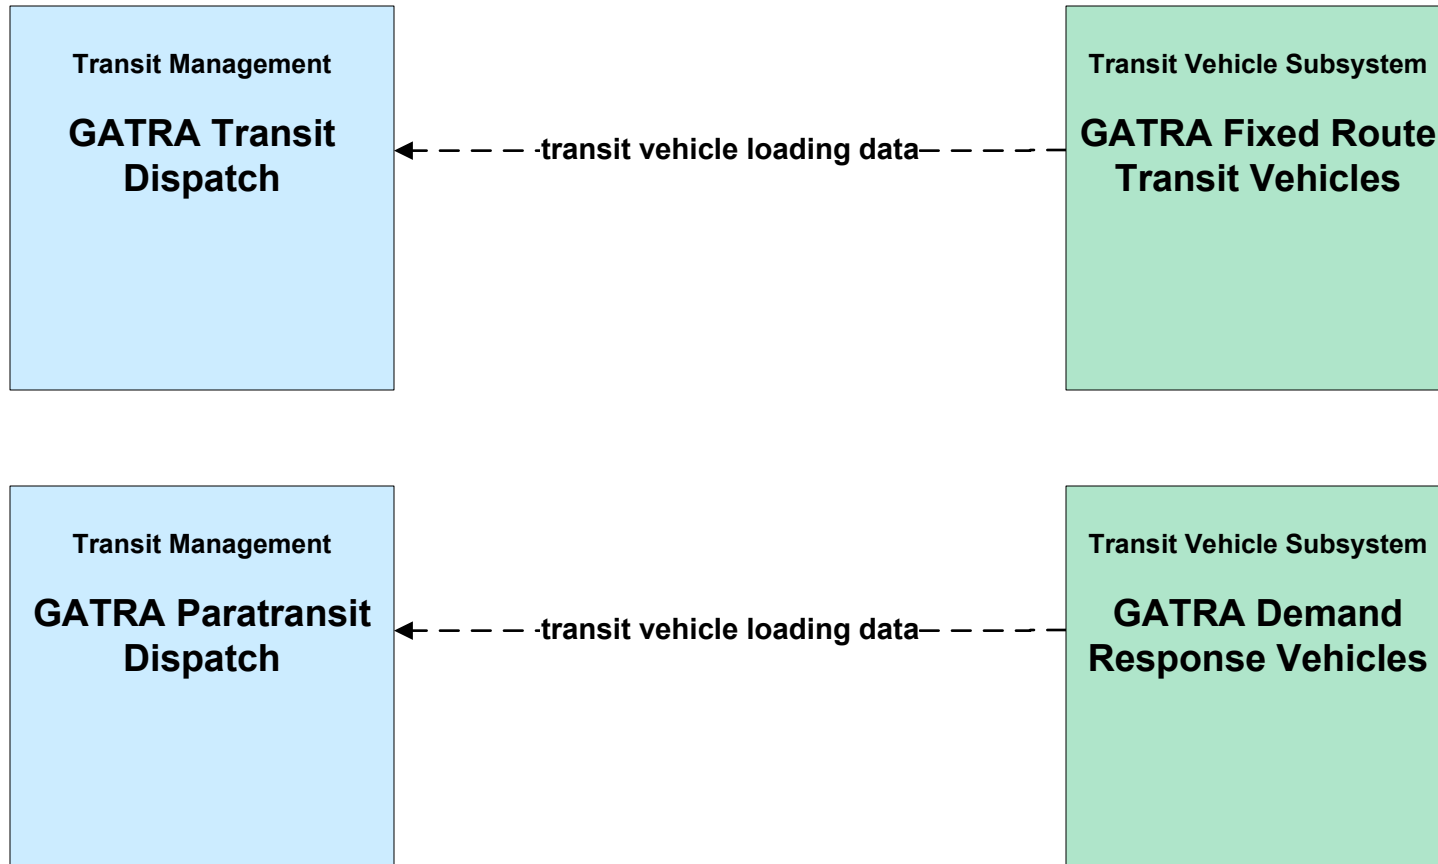 Transit Management
GATRA Transit
Dispatch
transit vehicle loading data
Transit Vehicle Subsystem
GATRA Fixed Route
Transit Vehicles
Transit Management
GATRA Paratransit
Dispatch
transit vehicle loading data
Transit Vehicle Subsystem
GATRA Demand
Response Vehicles